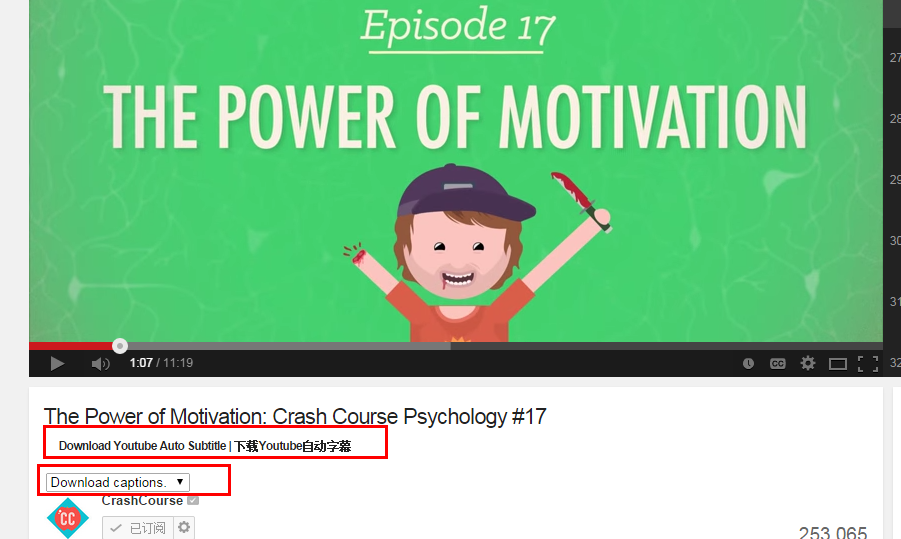 Episode 17
THE POWER OF MOTIVATION
27
28
29
30
31
1:07 / 11:19
CC
32
The Power of Motivation: Crash Course Psychology #17
Download Youtube Auto Subtitle | 下载Youtube自动字幕
Download captions. ▼
CC
CrashCourse
已订阅
253,065